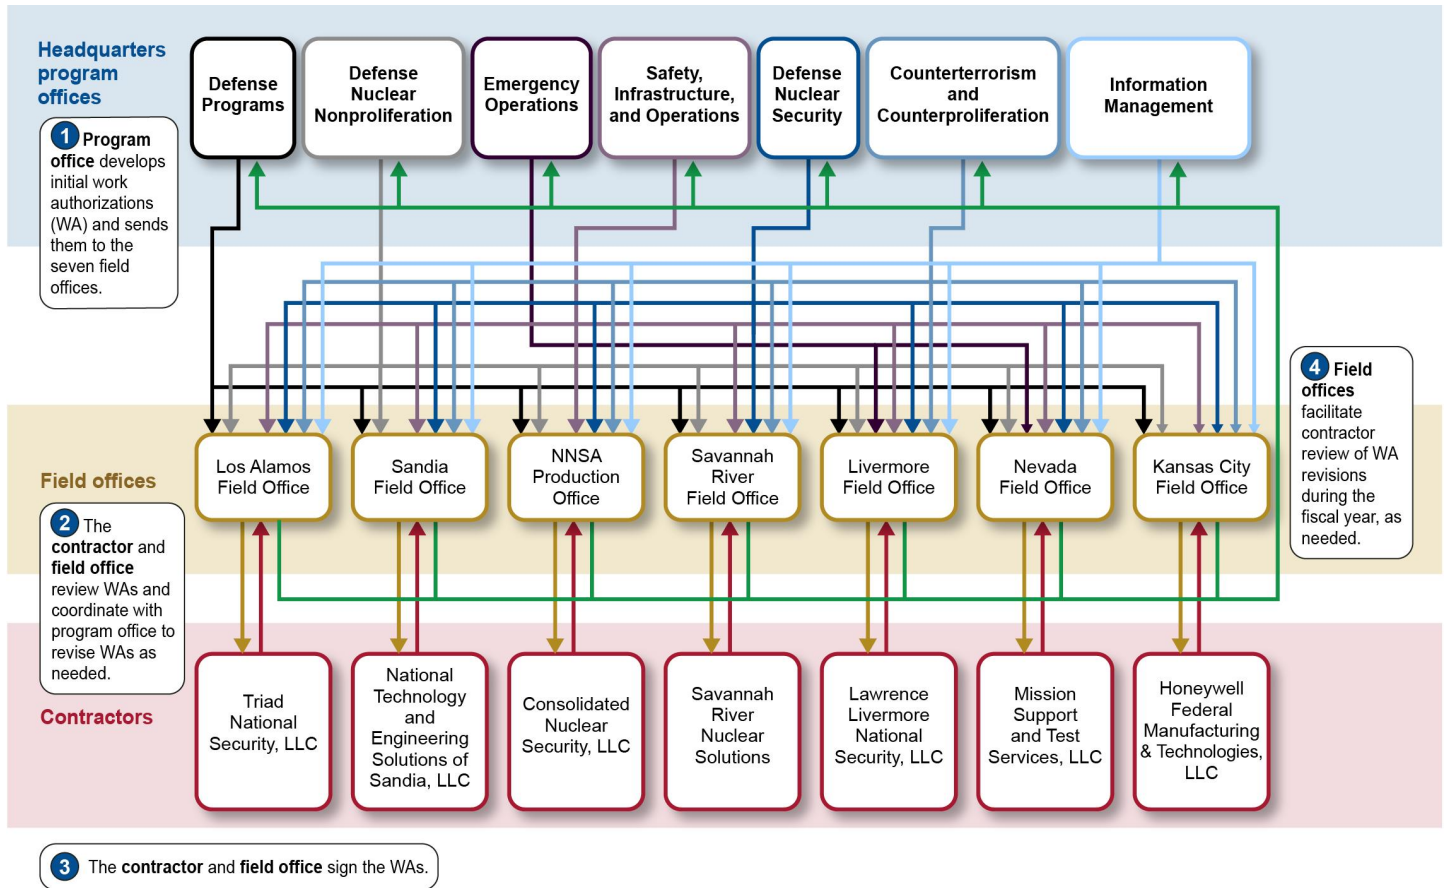 Headquarters
program
offices
1 Program
office develops
initial work
authorizations
(WA) and sends
them to the
seven field
offices.
Defense
Programs
Defense
Nuclear
Nonproliferation
Emergency
Operations
Safety,
Infrastructure,
and Operations
Defense
Nuclear
Security
Counterterrorism
and
Counterproliferation
Information
Management
4 Field
offices
facilitate
contractor
review of WA
revisions
during the
fiscal year, as
needed.
Field offices
Los Alamos
Field Office
Sandia
Field Office
NNSA
Production
Office
Savannah
River
Field Office
Livermore
Field Office
Nevada
Field Office
Kansas City
Field Office
2 The
contractor and
field office
review WAs and
coordinate with
program office to
revise WAs as
needed.
Contractors
Triad
National
Security, LLC
National
Technology
and
Engineering
Solutions of
Sandia, LLC
Consolidated
Nuclear
Security, LLC
Savannah
River
Nuclear
Solutions
Lawrence
Livermore
National
Security, LLC
Mission
Support
and Test
Services, LLC
Honeywell
Federal
Manufacturing
& Technologies,
LLC
3 The contractor and field office sign the WAs.